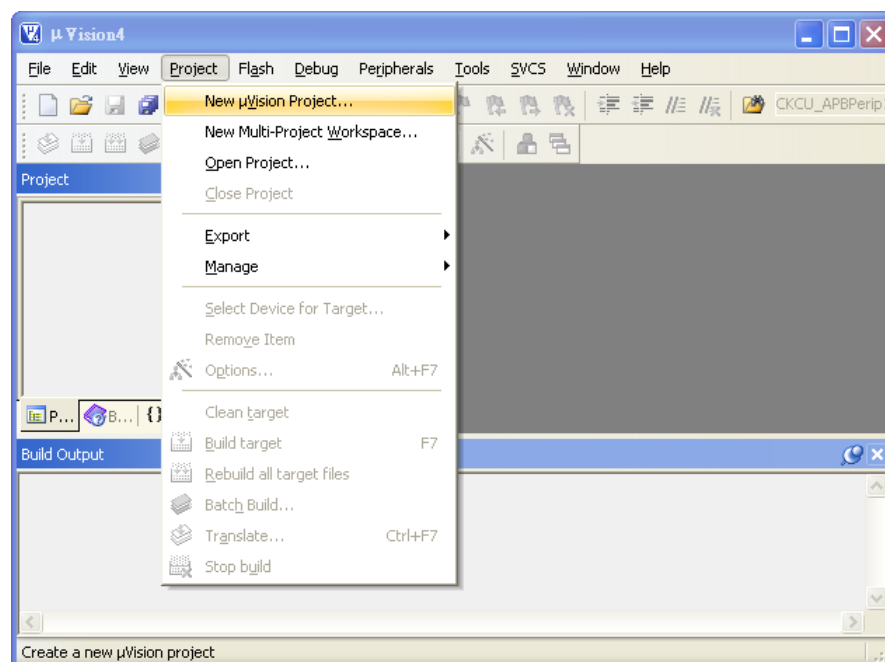 µVision4
File Edit View Project Flash Debug Peripherals Tools SVCS Window Help
New µVision Project...
CKCU_APBPerip
New Multi-Project Workspace...
Project
Open Project...
Close Project
Export
Manage
Select Device for Target...
Remove Item
Options... Alt+F7
P... B... {}
Clean target
Build target F7
Build Output
Rebuild all target files
Batch Build...
Translate... Ctrl+F7
Stop build
Create a new µVision project